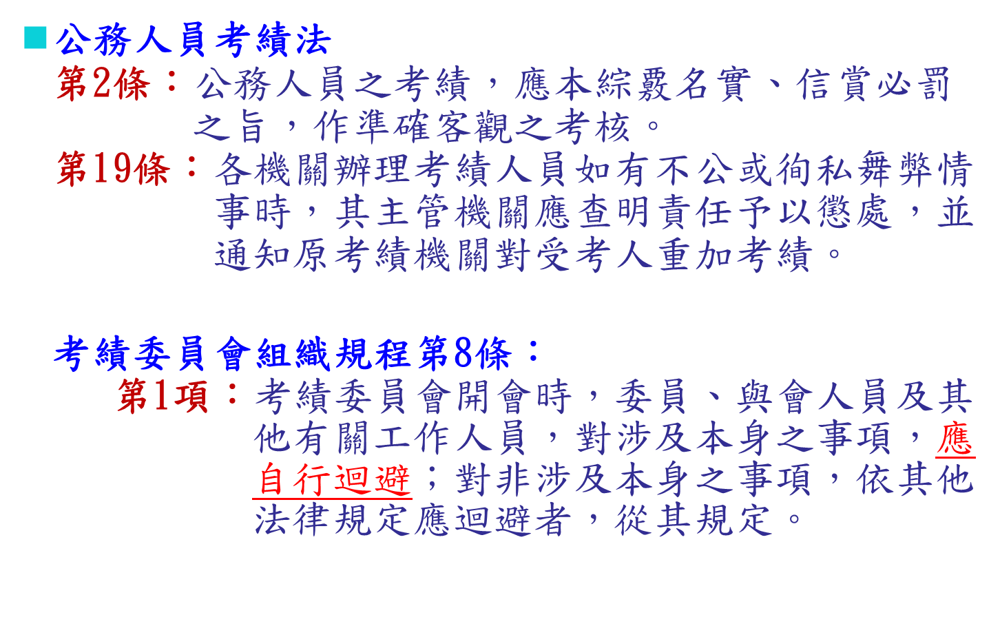 公務人員考績法
第2條：公務人員之考績，應本綜覈名實、信賞必罰
之旨，作準確客觀之考核。
第19條：各機關辦理考績人員如有不公或徇私舞弊情
事時，其主管機關應查明責任予以懲處，並
通知原考績機關對受考人重加考績。
考績委員會組織規程第8條：
第1項：考績委員會開會時，委員、與會人員及其
他有關工作人員，對涉及本身之事項，應
自行迴避；對非涉及本身之事項，依其他
法律規定應迴避者，從其規定。